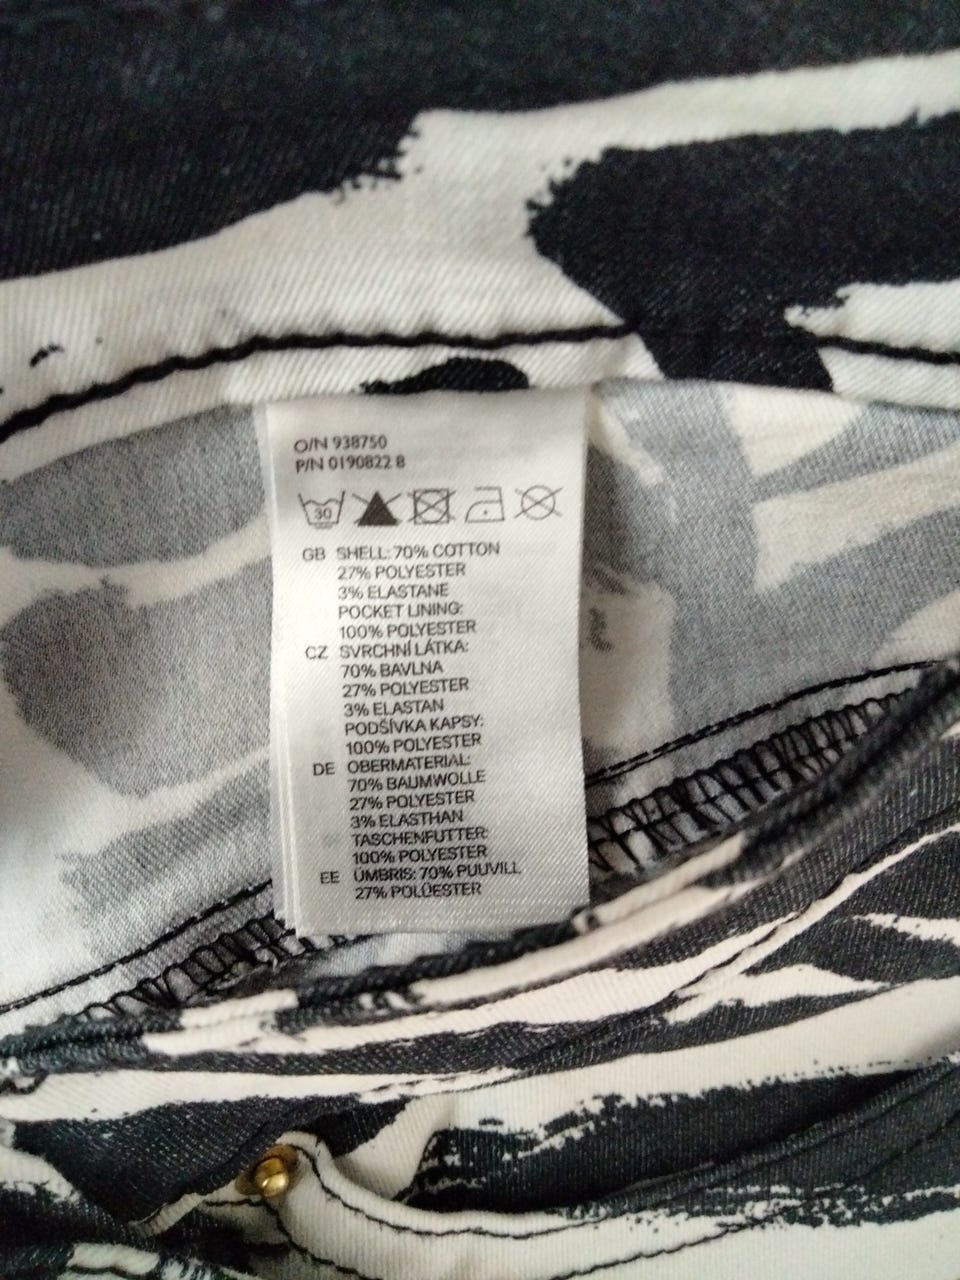 O/N 938750
P/N 0190822 8
30
GB SHELL: 70% COTTON
27% POLYESTER
3% ELASTANE
POCKET LINING:
100% POLYESTER
CZ SVRCHNÍ LÁTKA:
70% BAVLNA
27% POLYESTER
3% ELASTAN
PODŠÍVKA KAPSY:
100% POLYESTER
DE OBERMATERIAL:
70% BAUMWOLLE
27% POLYESTER
3% ELASTHAN
TASCHENFUTTER:
100% POLYESTER
EE ÜMBRIS: 70% PUUVILL
27% POLÜESTER